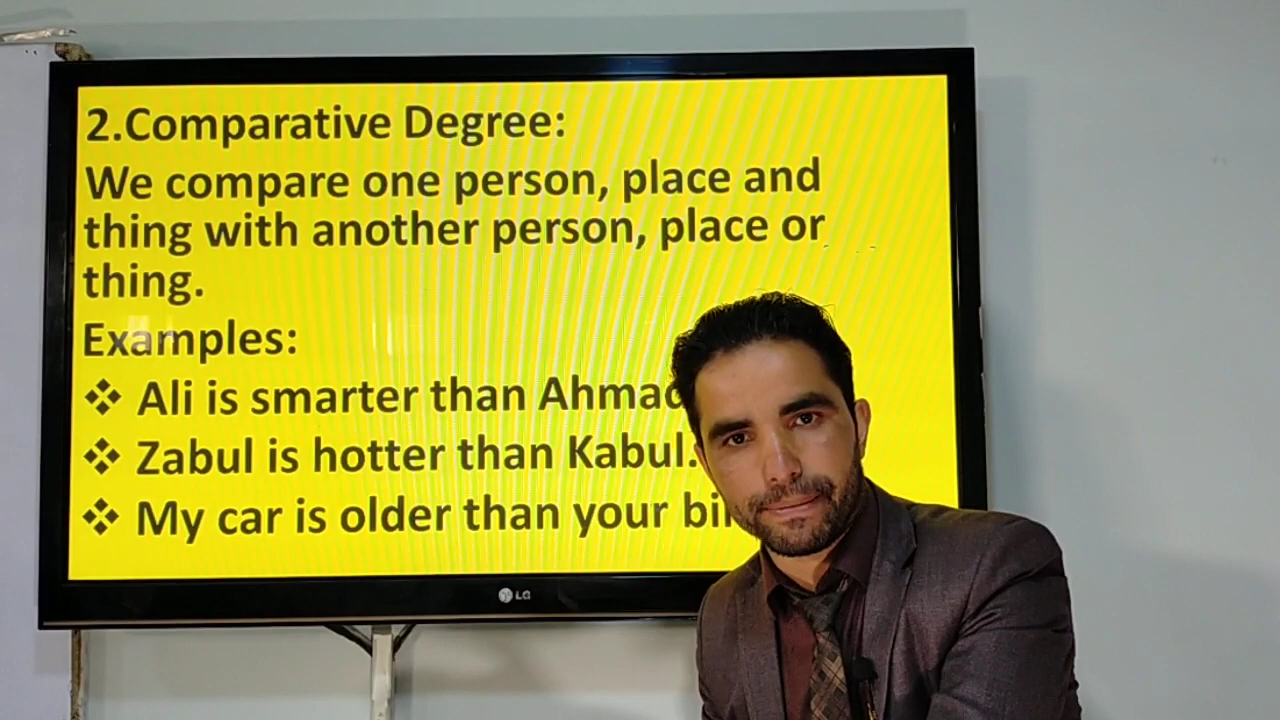 2.Comparative Degree:
We compare one person, place and
thing with another person, place or
thing.
Examples:
❖ Ali is smarter than Ahmad
❖ Zabul is hotter than Kabul.
❖ My car is older than your
LG